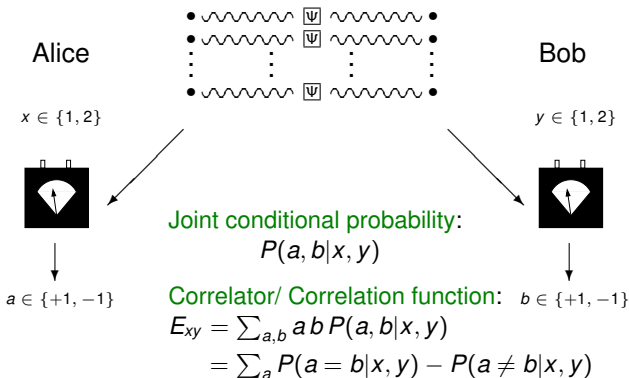 Ψ
Ψ
Ψ
Alice
Bob
x ∈ {1, 2}
y ∈ {1, 2}
Joint conditional probability:
P(a, b|x, y)
a ∈ {+1, −1}
b ∈ {+1, −1}
Correlator/ Correlation function:
E_xy = ∑_a,b a b P(a, b|x, y)
= ∑_a P(a = b|x, y) − P(a ≠ b|x, y)